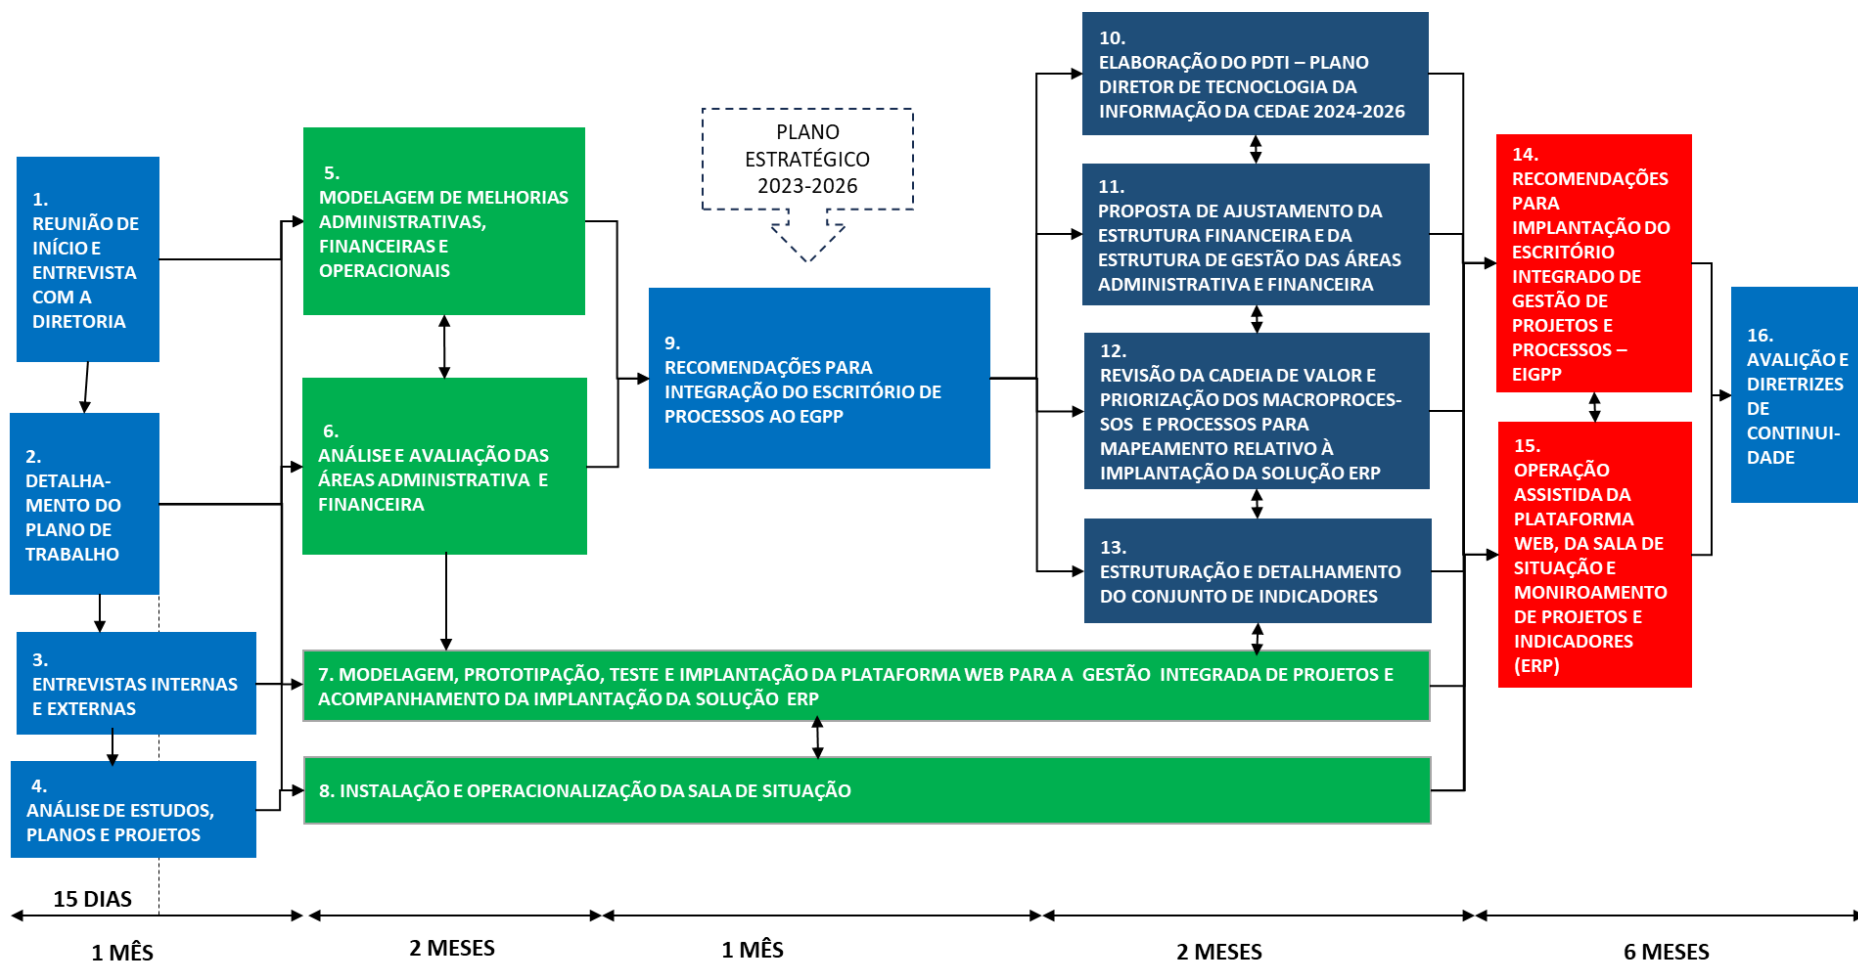 1.
REUNIÃO DE
INÍCIO E
ENTREVISTA
COM A
DIRETORIA
2.
DETALHA-
MENTO DO
PLANO DE
TRABALHO
3.
ENTREVISTAS INTERNAS
E EXTERNAS
4.
ANÁLISE DE ESTUDOS,
PLANOS E PROJETOS
5.
MODELAGEM DE MELHORIAS
ADMINISTRATIVAS,
FINANCEIRAS E
OPERACIONAIS
6.
ANÁLISE E AVALIAÇÃO DAS
ÁREAS ADMINISTRATIVA E
FINANCEIRA
7. MODELAGEM, PROTOTIPAÇÃO, TESTE E IMPLANTAÇÃO DA PLATAFORMA WEB PARA A GESTÃO INTEGRADA DE PROJETOS E
ACOMPANHAMENTO DA IMPLANTAÇÃO DA SOLUÇÃO ERP
8. INSTALAÇÃO E OPERACIONALIZAÇÃO DA SALA DE SITUAÇÃO
PLANO
ESTRATÉGICO
2023-2026
9.
RECOMENDAÇÕES PARA
INTEGRAÇÃO DO ESCRITÓRIO DE
PROCESSOS AO EGPP
10.
ELABORAÇÃO DO PDTI – PLANO
DIRETOR DE TECNOCLOGIA DA
INFORMAÇÃO DA CEDAE 2024-2026
11.
PROPOSTA DE AJUSTAMENTO DA
ESTRUTURA FINANCEIRA E DA
ESTRUTURA DE GESTÃO DAS ÁREAS
ADMINISTRATIVA E FINANCEIRA
12.
REVISÃO DA CADEIA DE VALOR E
PRIORIZAÇÃO DOS MACROPROCES-
SOS E PROCESSOS PARA
MAPEAMENTO RELATIVO À
IMPLANTAÇÃO DA SOLUÇÃO ERP
13.
ESTRUTURAÇÃO E DETALHAMENTO
DO CONJUNTO DE INDICADORES
14.
RECOMENDAÇÕES
PARA
IMPLANTAÇÃO DO
ESCRITÓRIO
INTEGRADO DE
GESTÃO DE
PROJETOS E
PROCESSOS –
EIGPP
15.
OPERAÇÃO
ASSISTIDA DA
PLATAFORMA
WEB, DA SALA DE
SITUAÇÃO E
MONIROAMENTO
DE PROJETOS E
INDICADORES
(ERP)
16.
AVALIÇÃO E
DIRETRIZES
DE
CONTINUI-
DADE
15 DIAS
1 MÊS
2 MESES
1 MÊS
2 MESES
6 MESES